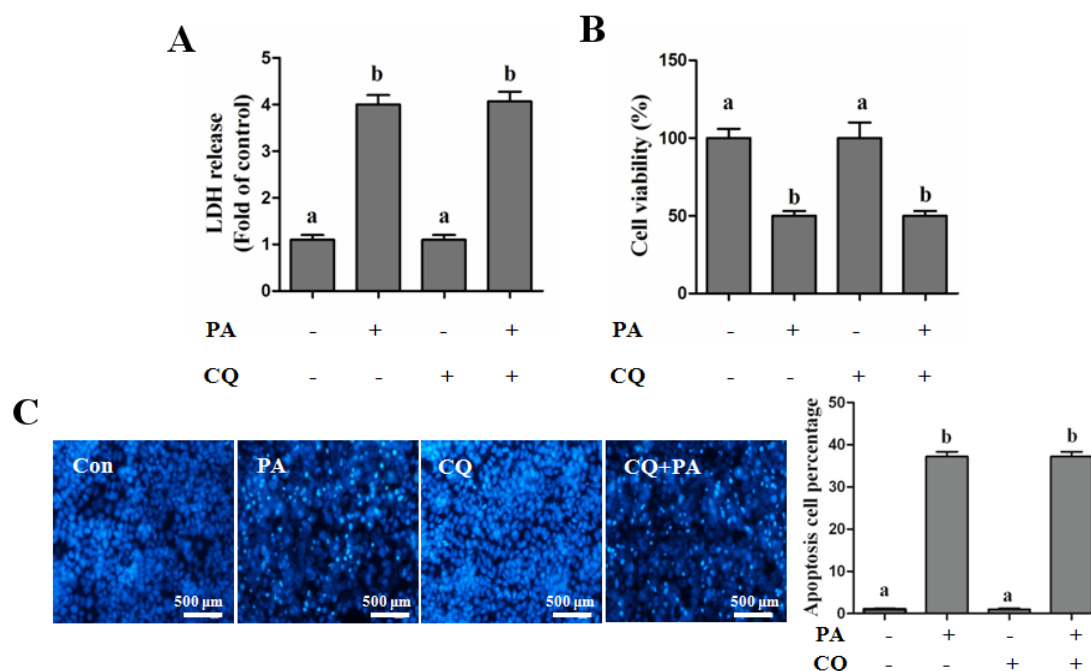 A
LDH release
(Fold of control)
5
4
3
2
1
0
a
b
a
b
PA - + - +
CQ - - + +
B
Cell viability (%)
150
100
50
0
a
b
a
b
PA - + - +
CQ - - + +
C
Con
500 µm
PA
500 µm
CQ
500 µm
CQ+PA
500 µm
Apoptosis cell percentage
50
40
30
20
10
0
a
b
a
b
PA - + - +
CQ - - + +